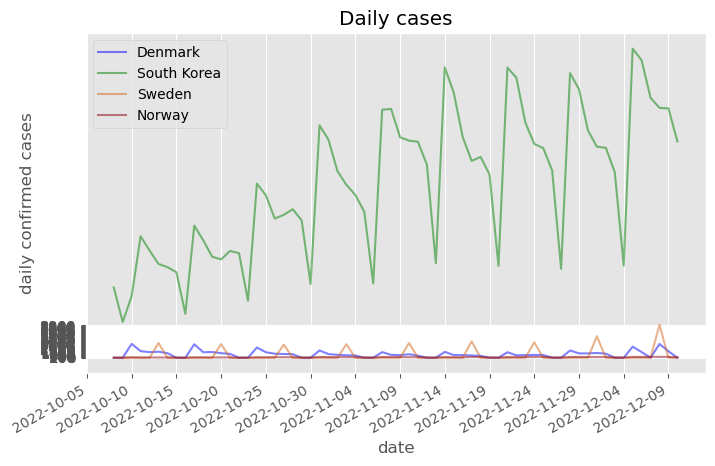 Daily cases
Denmark
South Korea
Sweden
Norway
daily confirmed cases
2022-10-05
2022-10-10
2022-10-15
2022-10-20
2022-10-25
2022-10-30
2022-11-04
2022-11-09
2022-11-14
2022-11-19
2022-11-24
2022-11-29
2022-12-04
2022-12-09
date